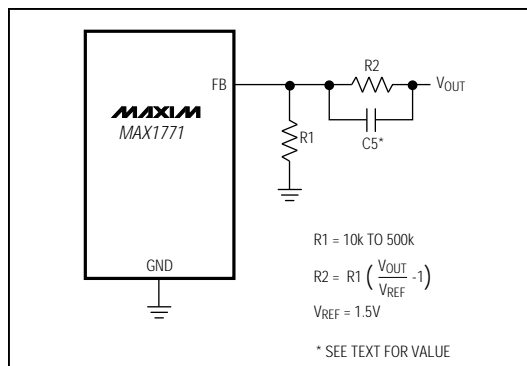 FB
R2
VOUT
MAXIM
MAX1771
R1
C5*
GND
R1 = 10k TO 500k
R2 = R1 ( VOUT / VREF -1)
VREF = 1.5V
* SEE TEXT FOR VALUE